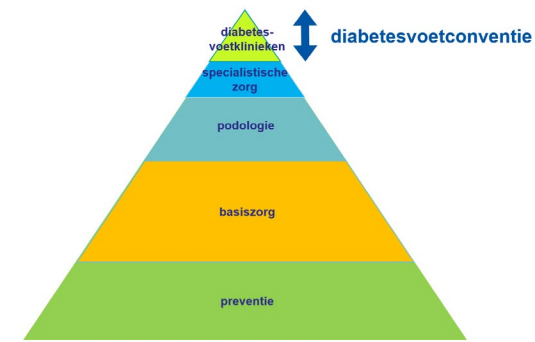 diabetes-
voetklinieken
diabetesvoetconventie
specialistische
zorg
podologie
basiszorg
preventie